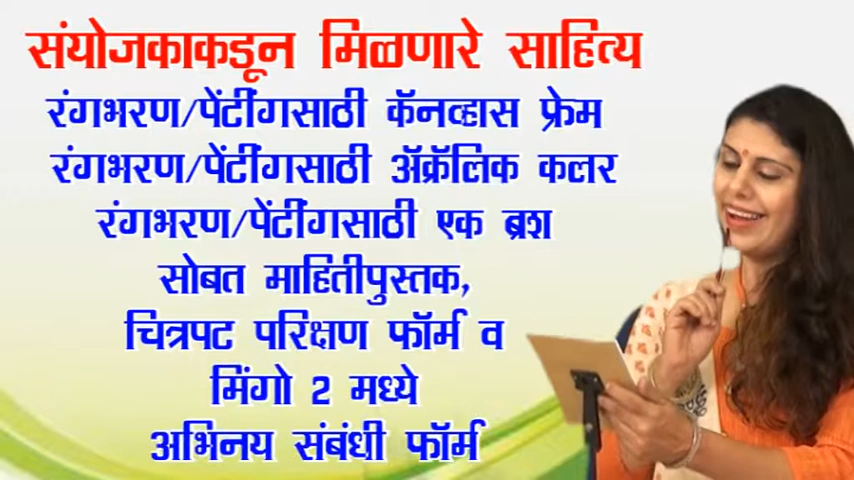 संयोजकाकडून मिळणारे साहित्य
रंगभरण/पेंटींगसाठी कॅनव्हास फ्रेम
रंगभरण/पेंटींगसाठी ॲक्रॅलिक कलर
रंगभरण/पेंटींगसाठी एक ब्रश
सोबत माहितीपुस्तक,
चित्रपट परिक्षण फॉर्म व
मिंगो 2 मध्ये
अभिनय संबंधी फॉर्म